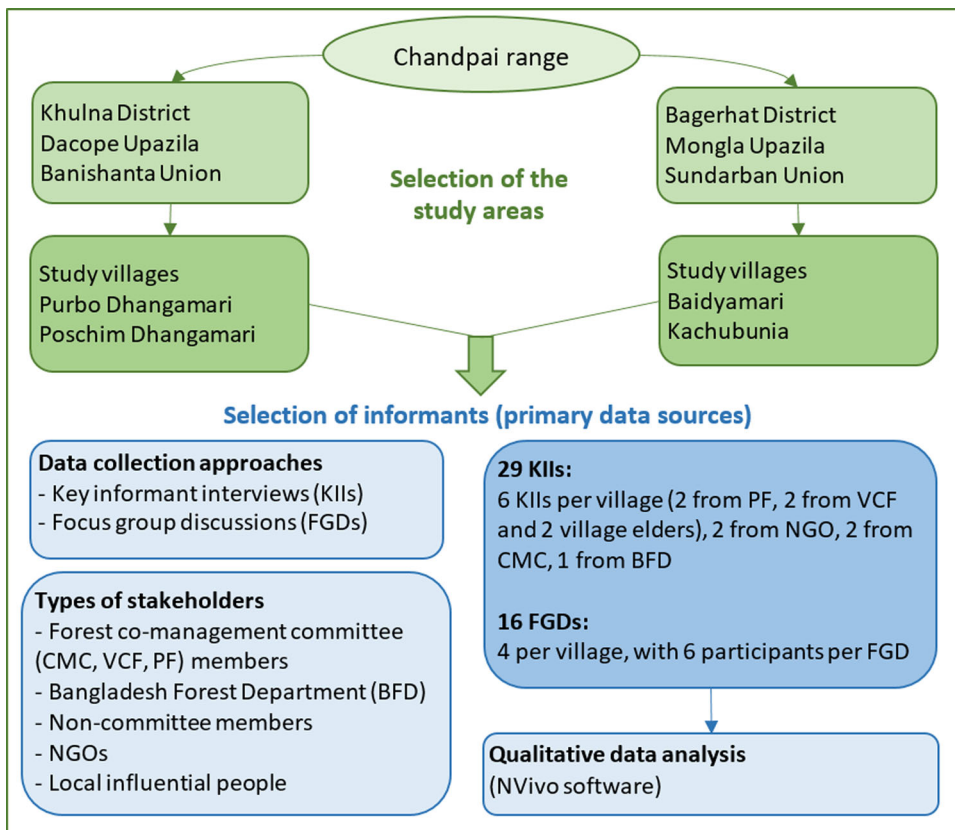 Chandpai range
Khulna District
Dacope Upazila
Banishanta Union
Bagerhat District
Mongla Upazila
Sundarban Union
Selection of the
study areas
Study villages
Purbo Dhangamari
Poschim Dhangamari
Study villages
Baidyamari
Kachubunia
Selection of informants (primary data sources)
Data collection approaches
- Key informant interviews (KIIs)
- Focus group discussions (FGDs)
Types of stakeholders
- Forest co-management committee
(CMC, VCF, PF) members
- Bangladesh Forest Department (BFD)
- Non-committee members
- NGOs
- Local influential people
29 KIIs:
6 KIIs per village (2 from PF, 2 from VCF
and 2 village elders), 2 from NGO, 2 from
CMC, 1 from BFD
16 FGDs:
4 per village, with 6 participants per FGD
Qualitative data analysis
(NVivo software)